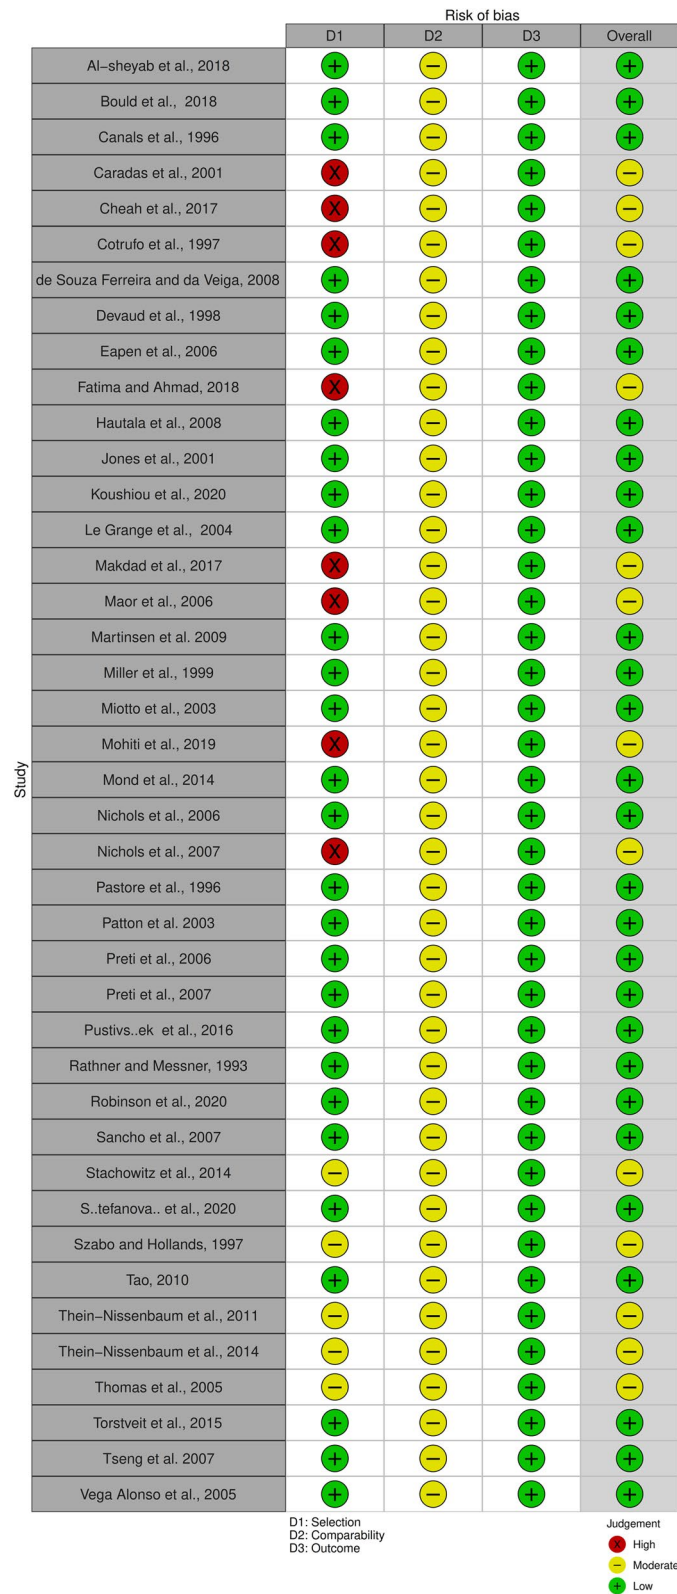 Risk of bias
D1 D2 D3 Overall
Al−sheyab et al., 2018
Bould et al., 2018
Canals et al., 1996
Caradas et al., 2001
Cheah et al., 2017
Cotrufo et al., 1997
de Souza Ferreira and da Veiga, 2008
Devaud et al., 1998
Eapen et al., 2006
Fatima and Ahmad, 2018
Hautala et al., 2008
Jones et al., 2001
Koushiou et al., 2020
Le Grange et al., 2004
Makdad et al., 2017
Maor et al., 2006
Martinsen et al. 2009
Miller et al., 1999
Miotto et al., 2003
Mohiti et al., 2019
Mond et al., 2014
Nichols et al., 2006
Nichols et al., 2007
Pastore et al., 1996
Patton et al. 2003
Preti et al., 2006
Preti et al., 2007
Pustivs..ek et al., 2016
Rathner and Messner, 1993
Robinson et al., 2020
Sancho et al., 2007
Stachowitz et al., 2014
S..tefanova.. et al., 2020
Szabo and Hollands, 1997
Tao, 2010
Thein−Nissenbaum et al., 2011
Thein−Nissenbaum et al., 2014
Thomas et al., 2005
Torstveit et al., 2015
Tseng et al. 2007
Vega Alonso et al., 2005
Study
D1: Selection
D2: Comparability
D3: Outcome
Judgement
High
Moderate
Low